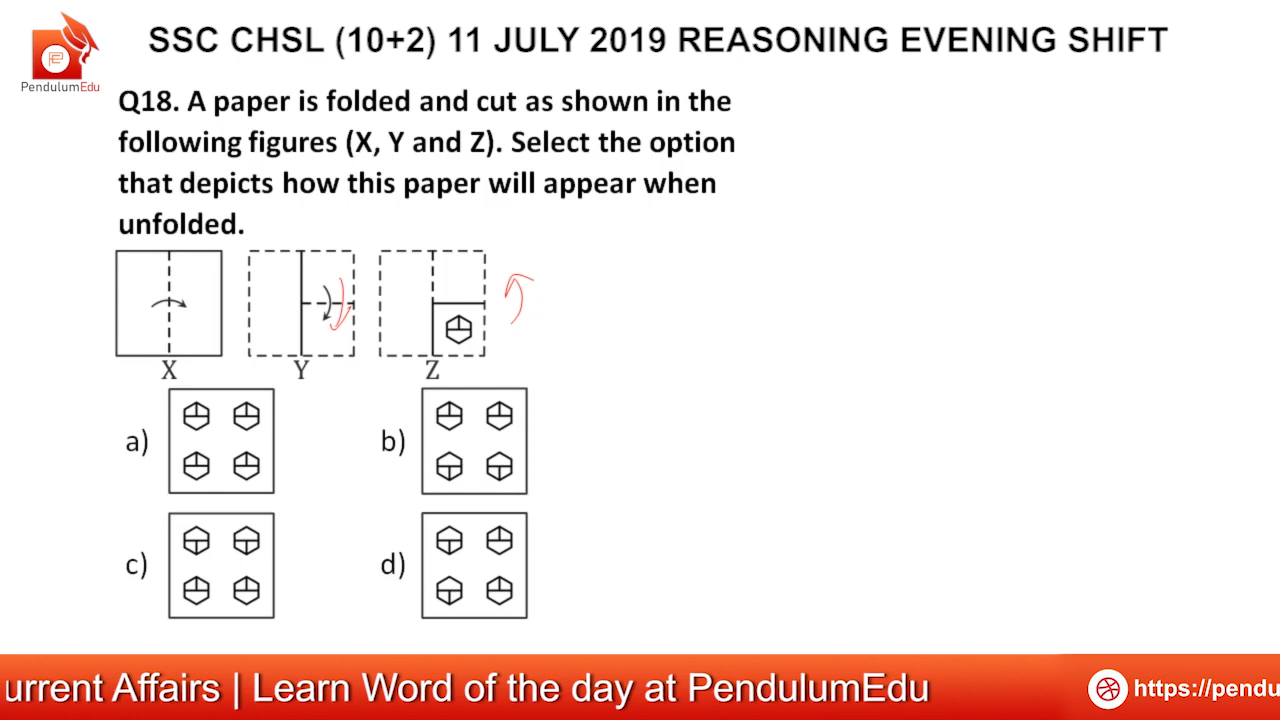 SSC CHSL (10+2) 11 JULY 2019 REASONING EVENING SHIFT
PendulumEdu
Q18. A paper is folded and cut as shown in the
following figures (X, Y and Z). Select the option
that depicts how this paper will appear when
unfolded.
X Y Z
a) b)
c) d)
urrent Affairs | Learn Word of the day at PendulumEdu
https://pendu